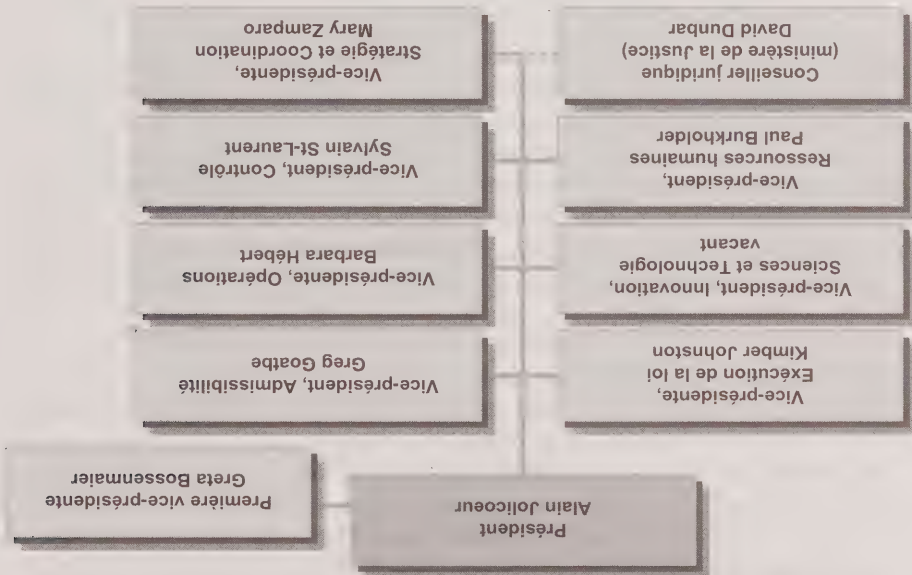 Président
Alain Jolicoeur
Première vice-présidente
Greta Bossenmaier
Vice-présidente,
Exécution de la loi
Kimber Johnston
Vice-président, Admissibilité
Greg Goatbe
Vice-président, Innovation,
Sciences et Technologie
vacant
Vice-présidente, Opérations
Barbara Hébert
Vice-président,
Ressources humaines
Paul Burkholder
Vice-président, Contrôle
Sylvain St-Laurent
Conseiller juridique
(ministère de la Justice)
David Dunbar
Vice-présidente,
Stratégie et Coordination
Mary Zamparo